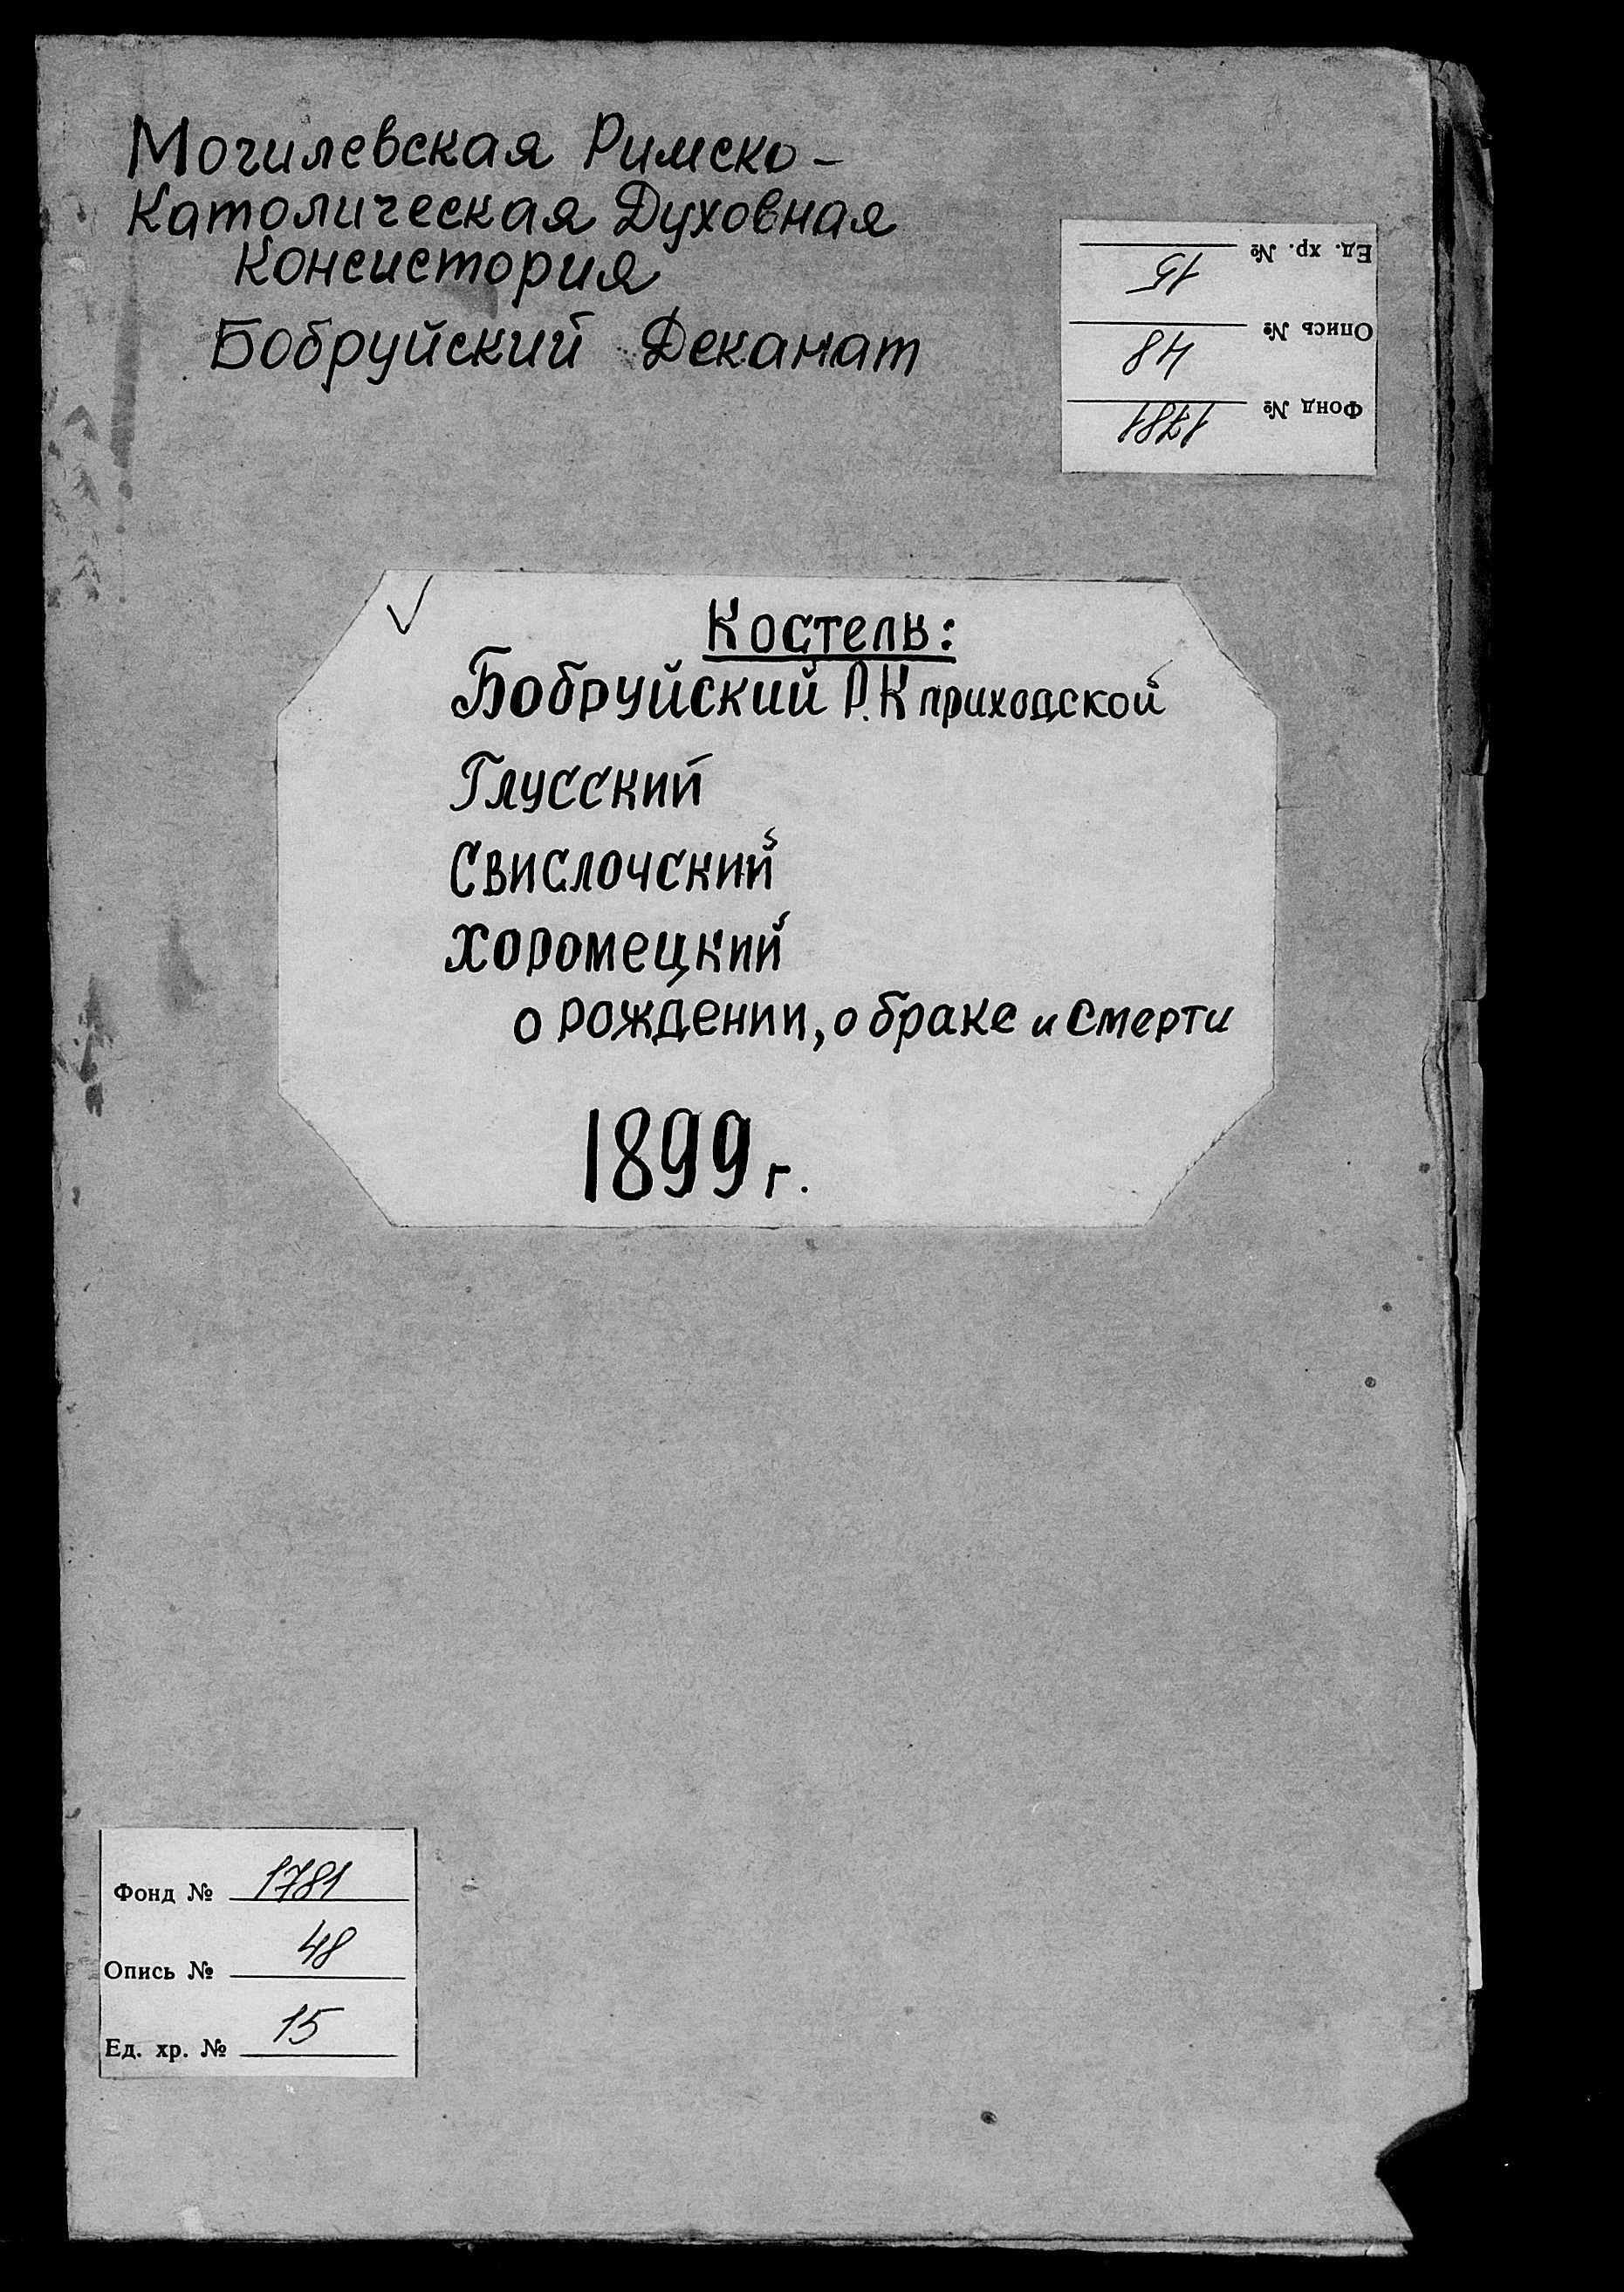 Могилевская Римско-
Католическая Духовная
Консистория
Бобруйский Деканат
Ед. хр. № 15
Опись № 48
Фонд № 1781
Костелы:
Бобруйский Р.К приходской
Глусский
Свислочский
Хоромецкий
о рождении, о браке и смерти
1899 г.
Фонд № 1781
Опись № 48
Ед. хр. № 15